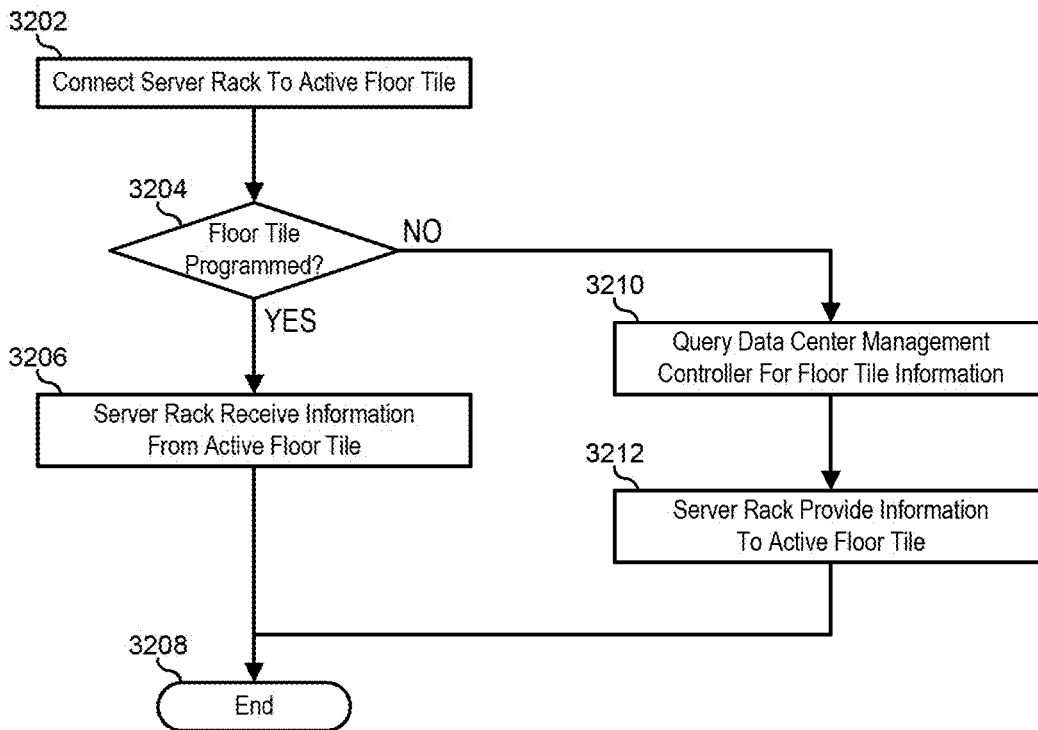 3202
Connect Server Rack To Active Floor Tile
3204
Floor Tile
Programmed?
NO
YES
3206
Server Rack Receive Information
From Active Floor Tile
3210
Query Data Center Management
Controller For Floor Tile Information
3212
Server Rack Provide Information
To Active Floor Tile
3208
End